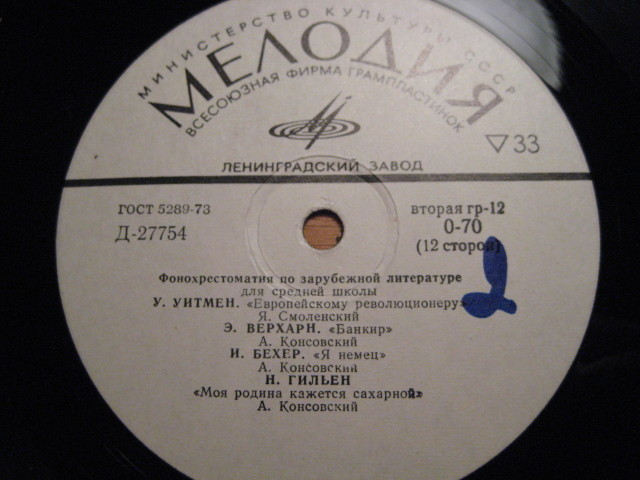 МИНИСТЕРСТВО КУЛЬТУРЫ СССР
МЕЛОДИЯ
ВСЕСОЮЗНАЯ ФИРМА ГРАМПЛАСТИНОК
▽33
ЛЕНИНГРАДСКИЙ ЗАВОД
ГОСТ 5289-73
Д-27754
вторая гр-12
0-70
(12 сторой)
Фонохрестоматия по зарубежной литературе
для средней школы
У. УИТМЕН. «Европейскому революционеру»
Я. Смоленский
Э. ВЕРХАРН. «Банкир»
А. Консовский
И. БЕХЕР. «Я немец»
А. Консовский
Н. ГИЛЬЕН
«Моя родина кажется сахарной»
А. Консовский